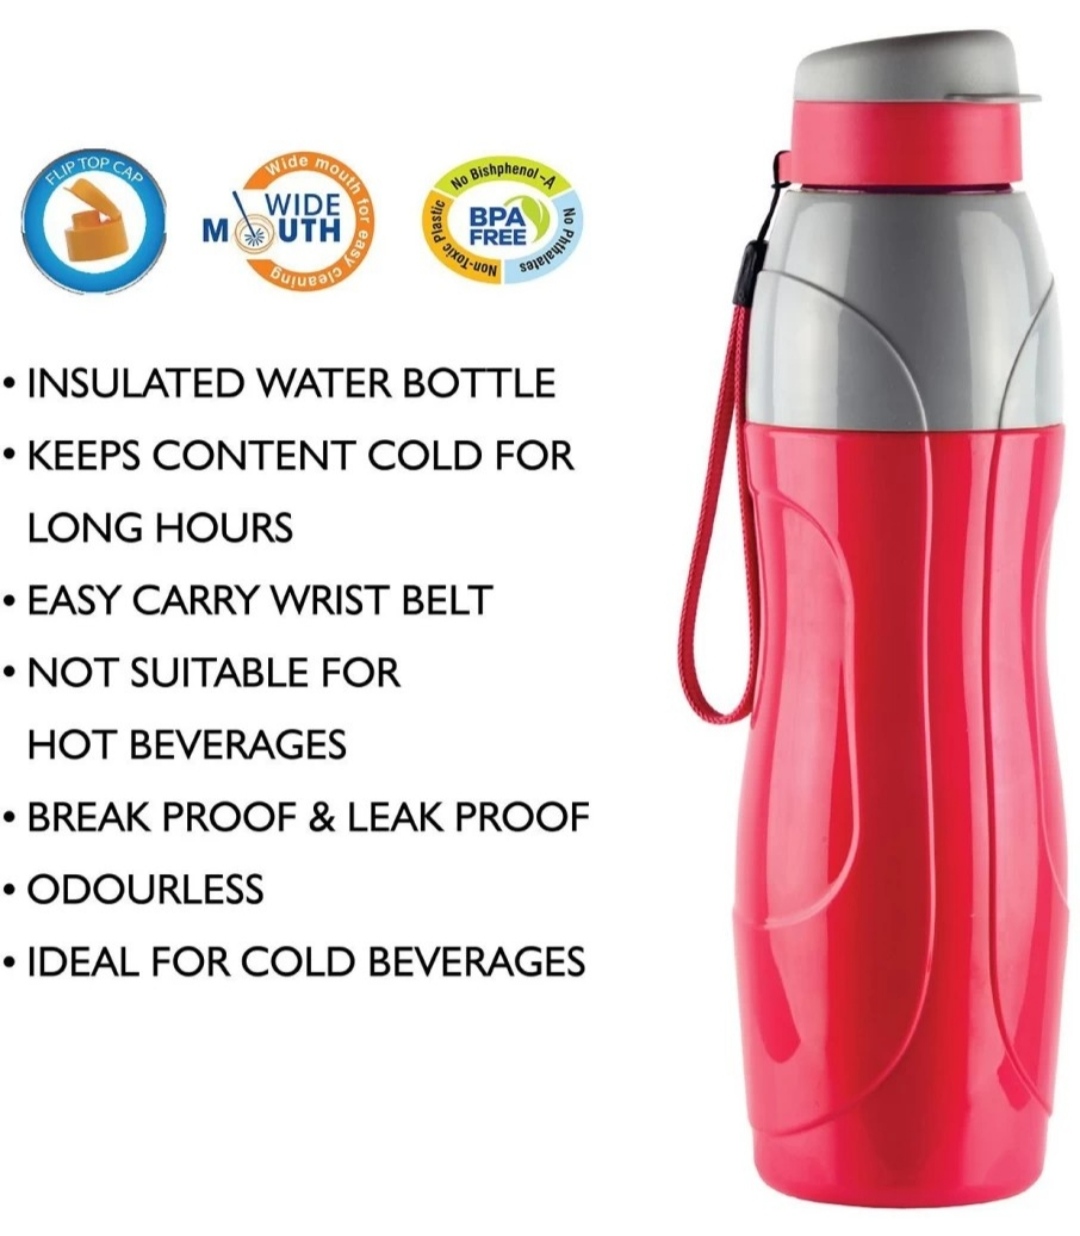 FLIP TOP CAP
Wide mouth for easy cleaning
WIDE
MOUTH
No Bishphenol -A
No Phthalates
Non-Toxic Plastic
BPA
FREE
• INSULATED WATER BOTTLE
• KEEPS CONTENT COLD FOR
LONG HOURS
• EASY CARRY WRIST BELT
• NOT SUITABLE FOR
HOT BEVERAGES
• BREAK PROOF & LEAK PROOF
• ODOURLESS
• IDEAL FOR COLD BEVERAGES